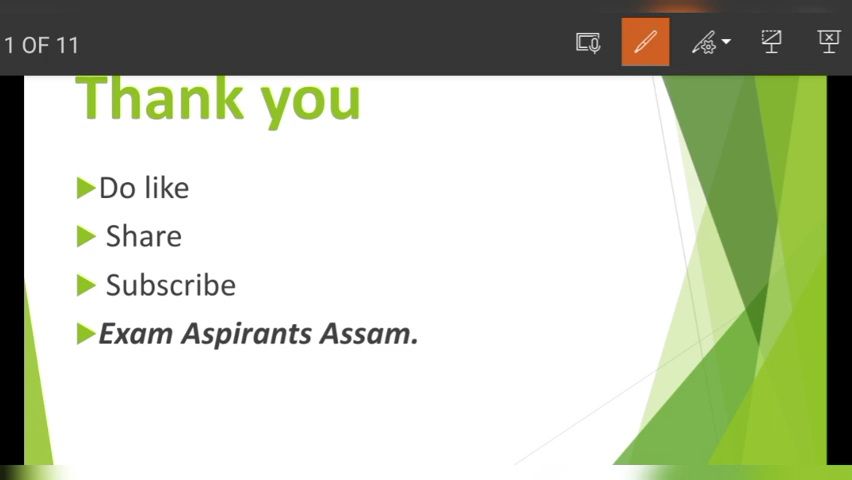 1 OF 11
Thank you
Do like
Share
Subscribe
Exam Aspirants Assam.